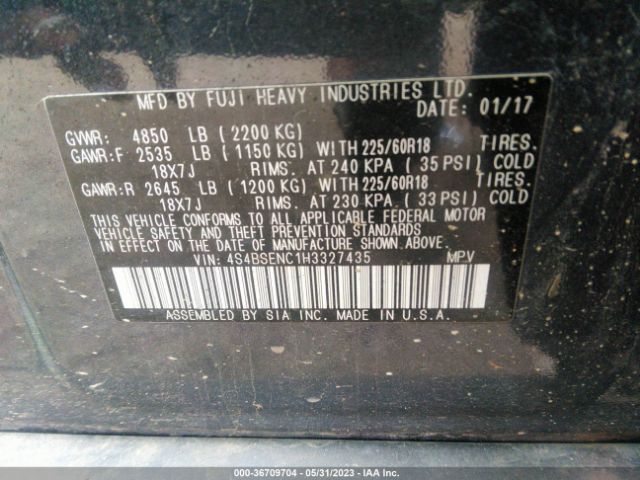 MFD BY FUJI HEAVY INDUSTRIES LTD.
DATE: 01/17
GVWR: 4850 LB (2200 KG)
GAWR:F 2535 LB (1150 KG) WITH 225/60R18 TIRES.
18X7J RIMS. AT 240 KPA (35 PSI) COLD
GAWR:R 2645 LB (1200 KG) WITH 225/60R18 TIRES.
18X7J RIMS. AT 230 KPA (33 PSI) COLD
THIS VEHICLE CONFORMS TO ALL APPLICABLE FEDERAL MOTOR
VEHICLE SAFETY AND THEFT PREVENTION STANDARDS
IN EFFECT ON THE DATE OF MANUFACTURE SHOWN ABOVE.
VIN: 4S4BSENC1H3327435 MPV
ASSEMBLED BY SIA INC. MADE IN U.S.A.
000-36709704 - 05/31/2023 - IAA Inc.